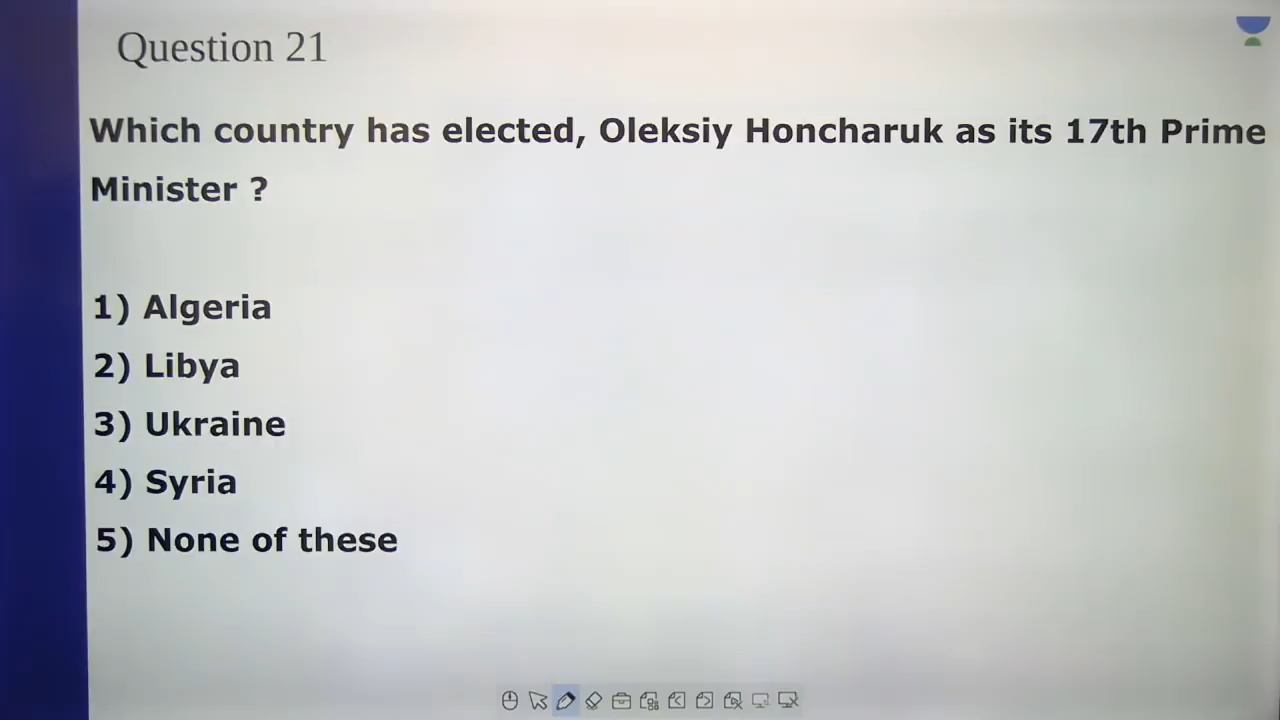 Question 21
Which country has elected, Oleksiy Honcharuk as its 17th Prime
Minister ?
1) Algeria
2) Libya
3) Ukraine
4) Syria
5) None of these